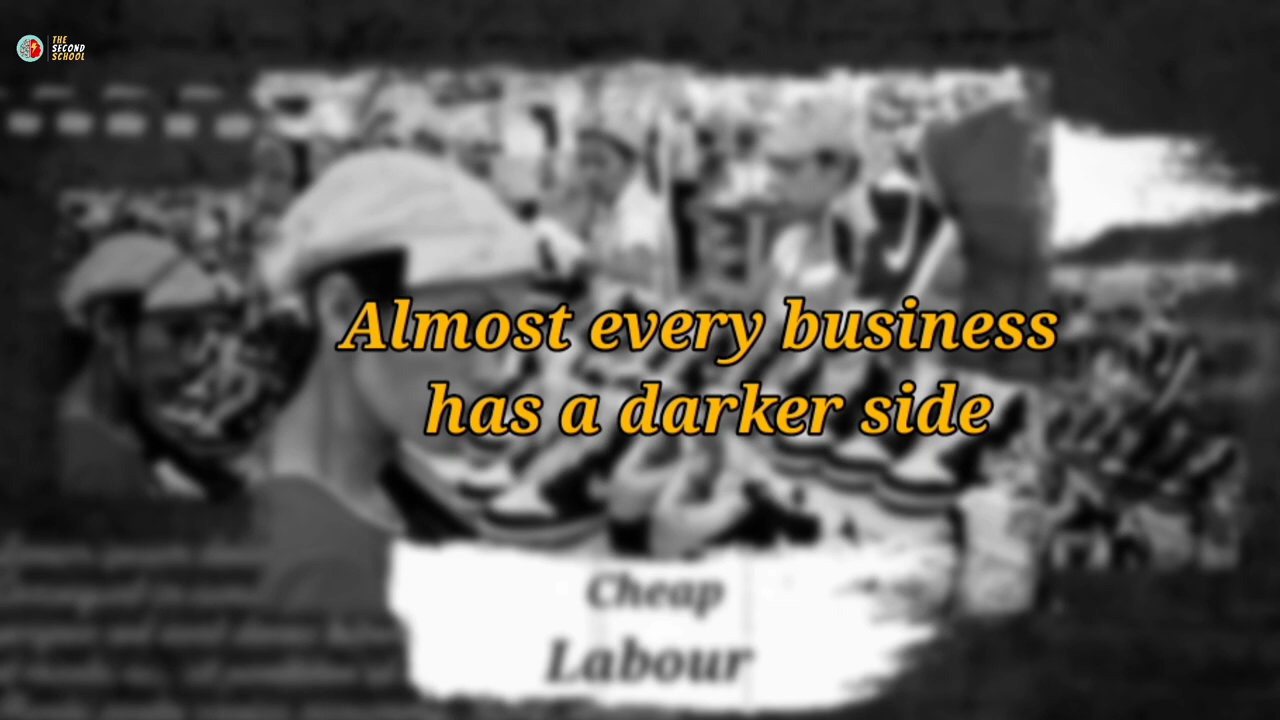 THE
SECOND
SCHOOL
Almost every business
has a darker side
Cheap
Labour